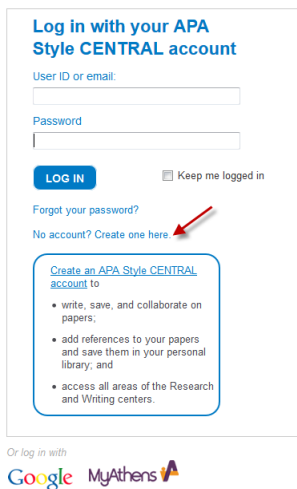 Log in with your APA
Style CENTRAL account
User ID or email:
Password
LOG IN
Keep me logged in
Forgot your password?
No account? Create one here.
Create an APA Style CENTRAL
account to
• write, save, and collaborate on
papers;
• add references to your papers
and save them in your personal
library; and
• access all areas of the Research
and Writing centers.
Or log in with
Google MyAthens